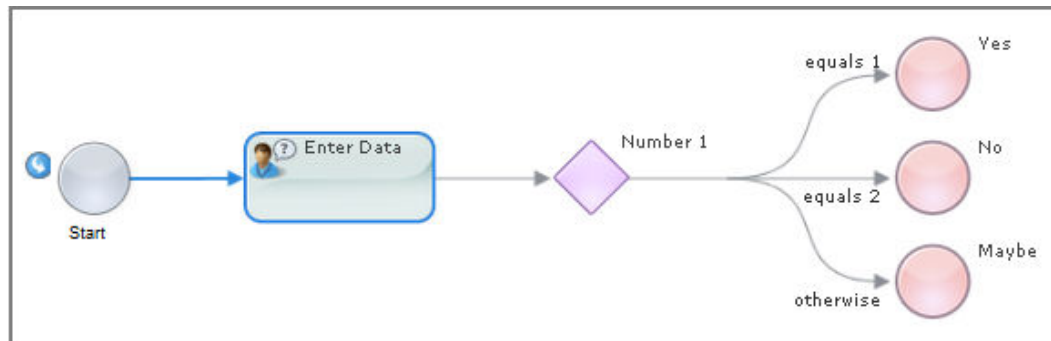 Start
? Enter Data
Number 1
equals 1
Yes
equals 2
No
otherwise
Maybe